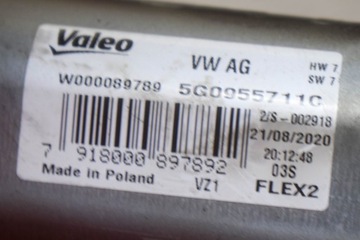 Valeo
VW AG
HW 7
SW 7
W000089789
5G0955711C
2/S - 002918
21/08/2020
20:12:48
03S
7 918000 897892
Made in Poland
VZ1
FLEX2